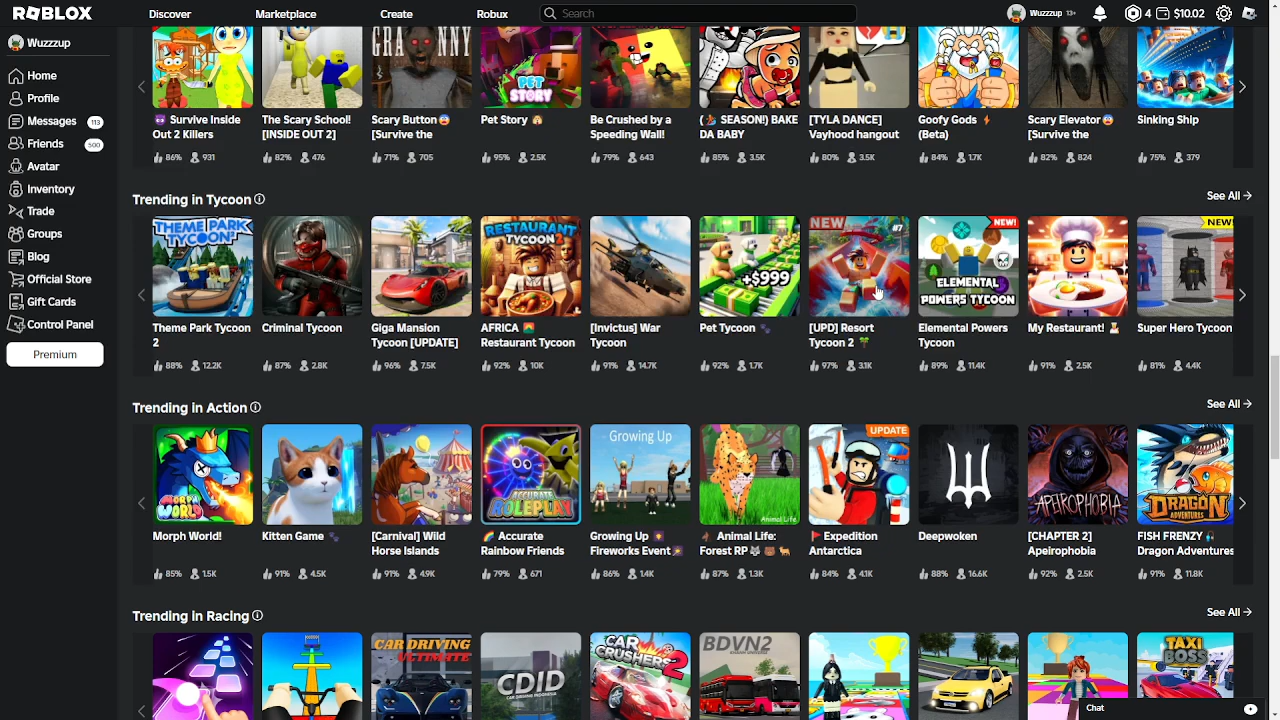 ROBLOX
Discover
Marketplace
Create
Robux
Search
Wuzzzup 13+
4
$10.02
Wuzzzup
Home
Profile
Messages 113
Friends 500
Avatar
Inventory
Trade
Groups
Blog
Official Store
Gift Cards
Control Panel
Premium
GRANNY
PET
STORY
😈 Survive Inside
Out 2 Killers
86% 931
The Scary School!
[INSIDE OUT 2]
82% 476
Scary Button😨
[Survive the
71% 705
Pet Story 🏠
95% 2.5K
Be Crushed by a
Speeding Wall!
79% 643
(🏄 SEASON!) BAKE
DA BABY
85% 3.5K
[TYLA DANCE]
Vayhood hangout
80% 3.5K
Goofy Gods ⚡
(Beta)
84% 1.7K
Scary Elevator😨
[Survive the
82% 824
Sinking Ship
75% 379
Trending in Tycoon
See All →
THEME PARK
TYCOON 2
RESTAURANT
TYCOON
+$999
NEW
#7
NEW!
ELEMENTAL
POWERS TYCOON
NEW
Theme Park Tycoon
2
88% 12.2K
Criminal Tycoon
87% 2.8K
Giga Mansion
Tycoon [UPDATE]
96% 7.5K
AFRICA 🌄
Restaurant Tycoon
92% 10K
[Invictus] War
Tycoon
91% 14.7K
Pet Tycoon 🐾
92% 1.7K
[UPD] Resort
Tycoon 2 🌴
97% 3.1K
Elemental Powers
Tycoon
89% 11.4K
My Restaurant! 👨‍🍳
91% 2.5K
Super Hero Tycoon
81% 4.4K
Trending in Action
See All →
MORPH
WORLD
ACCURATE
ROLEPLAY
Growing Up
Animal Life
UPDATE
APEIROPHOBIA
DRAGON
ADVENTURES
Morph World!
85% 1.5K
Kitten Game 🐾
91% 4.5K
[Carnival] Wild
Horse Islands
91% 4.9K
🌈 Accurate
Rainbow Friends
79% 671
Growing Up 🎆
Fireworks Event🎇
86% 1.4K
🐴 Animal Life:
Forest RP🐺🐻🐆
87% 1.3K
🚩 Expedition
Antarctica
84% 4.1K
Deepwoken
88% 16.6K
[CHAPTER 2]
Apeirophobia
92% 2.5K
FISH FRENZY 🎣
Dragon Adventures
91% 11.8K
Trending in Racing
See All →
CAR DRIVING
ULTIMATE
CDID
CAR DRIVING INDONESIA
CAR
CRUSHERS 2
BDVN2
TAXI
BOSS
Chat